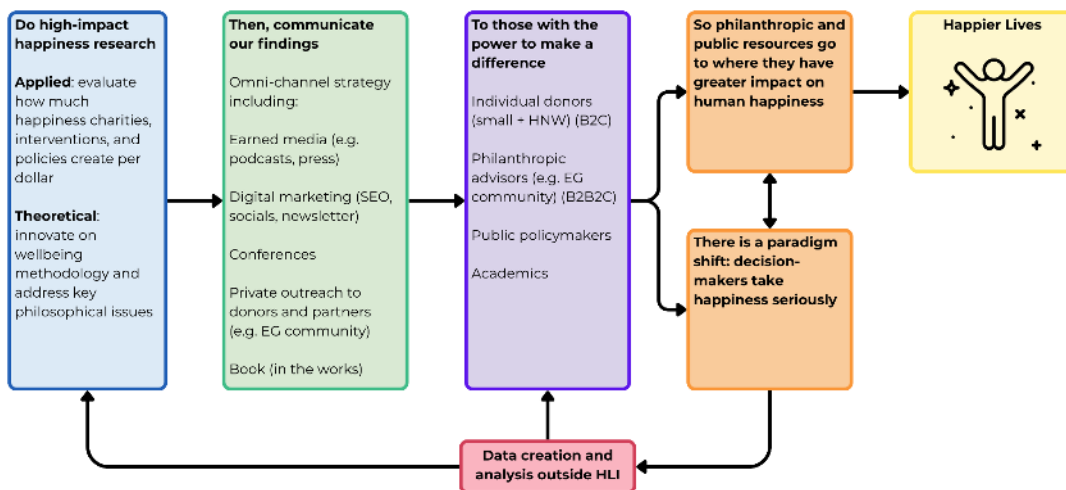 Do high-impact
happiness research
Applied: evaluate
how much
happiness charities,
interventions, and
policies create per
dollar
Theoretical:
innovate on
wellbeing
methodology and
address key
philosophical issues
Then, communicate
our findings
Omni-channel strategy
including:
Earned media (e.g.
podcasts, press)
Digital marketing (SEO,
socials, newsletter)
Conferences
Private outreach to
donors and partners
(e.g. EG community)
Book (in the works)
To those with the
power to make a
difference
Individual donors
(small + HNW) (B2C)
Philanthropic
advisors (e.g. EG
community) (B2B2C)
Public policymakers
Academics
So philanthropic and
public resources go
to where they have
greater impact on
human happiness
There is a paradigm
shift: decision-
makers take
happiness seriously
Happier Lives
Data creation and
analysis outside HLI